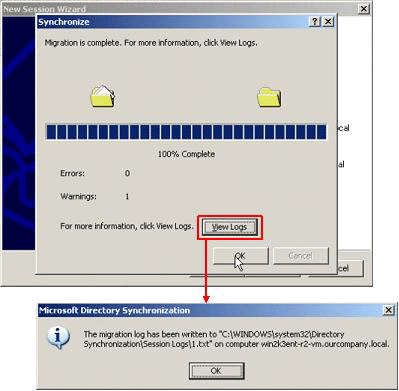 New Session Wizard
Synchronize
Migration is complete. For more information, click View Logs.
ocal
al
100% Complete
Errors: 0
Warnings: 1
For more information, click View Logs. View Logs
OK Cancel
cel
Microsoft Directory Synchronization
The migration log has been written to "C:\WINDOWS\system32\Directory
Synchronization\Session Logs\1.txt" on computer win2k3ent-r2-vm.ourcompany.local.
OK